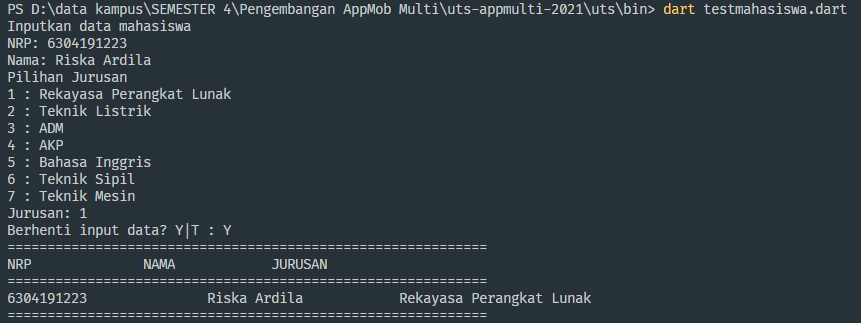 PS D:\data kampus\SEMESTER 4\Pengembangan AppMob Multi\uts-appmulti-2021\uts\bin> dart testmahasiswa.dart
Inputkan data mahasiswa
NRP: 6304191223
Nama: Riska Ardila
Pilihan Jurusan
1 : Rekayasa Perangkat Lunak
2 : Teknik Listrik
3 : ADM
4 : AKP
5 : Bahasa Inggris
6 : Teknik Sipil
7 : Teknik Mesin
Jurusan: 1
Berhenti input data? Y|T : Y
============================================================
NRP              NAMA            JURUSAN
============================================================
6304191223               Riska Ardila            Rekayasa Perangkat Lunak
============================================================